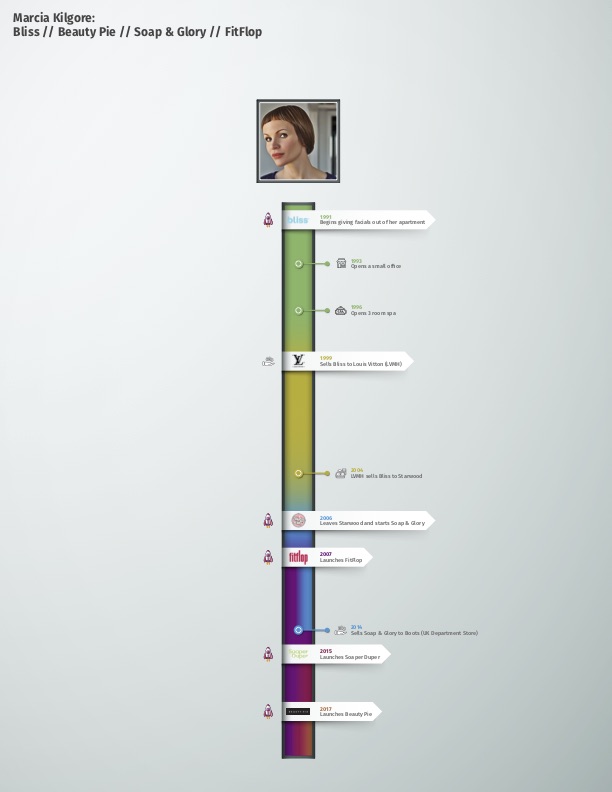 Marcia Kilgore:
Bliss // Beauty Pie // Soap & Glory // FitFlop
bliss
1991
Begins giving facials out of her apartment
1993
Opens a small office
1996
Opens 3 room spa
1999
Sells Bliss to Louis Vitton (LVMH)
2004
LVMH sells Bliss to Starwood
2006
Leaves Starwood and starts Soap & Glory
fitflop
2007
Launches FitFlop
2014
Sells Soap & Glory to Boots (UK Department Store)
2015
Launches Soaper Duper
2017
Launches Beauty Pie